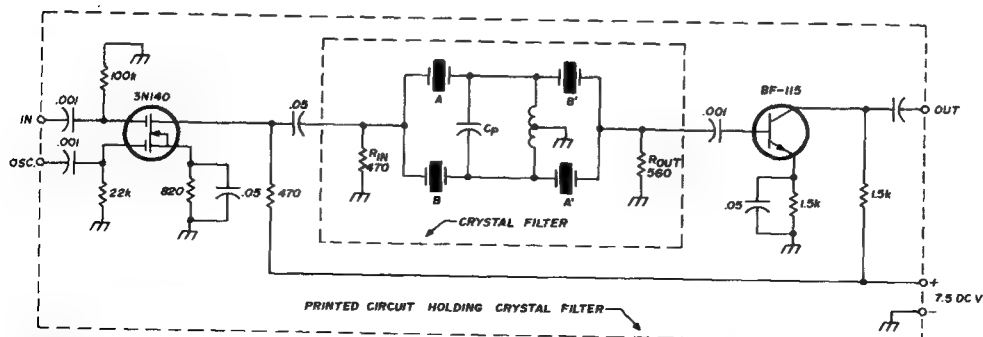 100k
.001
3N140
IN
.001
OSC.
22k
820
.05
470
.05
RIN
470
A
B
CP
B'
A'
ROUT
560
CRYSTAL FILTER
.001
BF-115
.05
1.5k
1.5k
OUT
+
7.5 DC V
-
PRINTED CIRCUIT HOLDING CRYSTAL FILTER